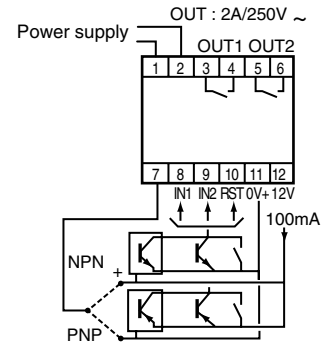 OUT : 2A/250V ~
Power supply
OUT1 OUT2
1 2 3 4 5 6
7 8 9 10 11 12
IN1 IN2 RST 0V+ 12V
100mA
NPN
+
PNP